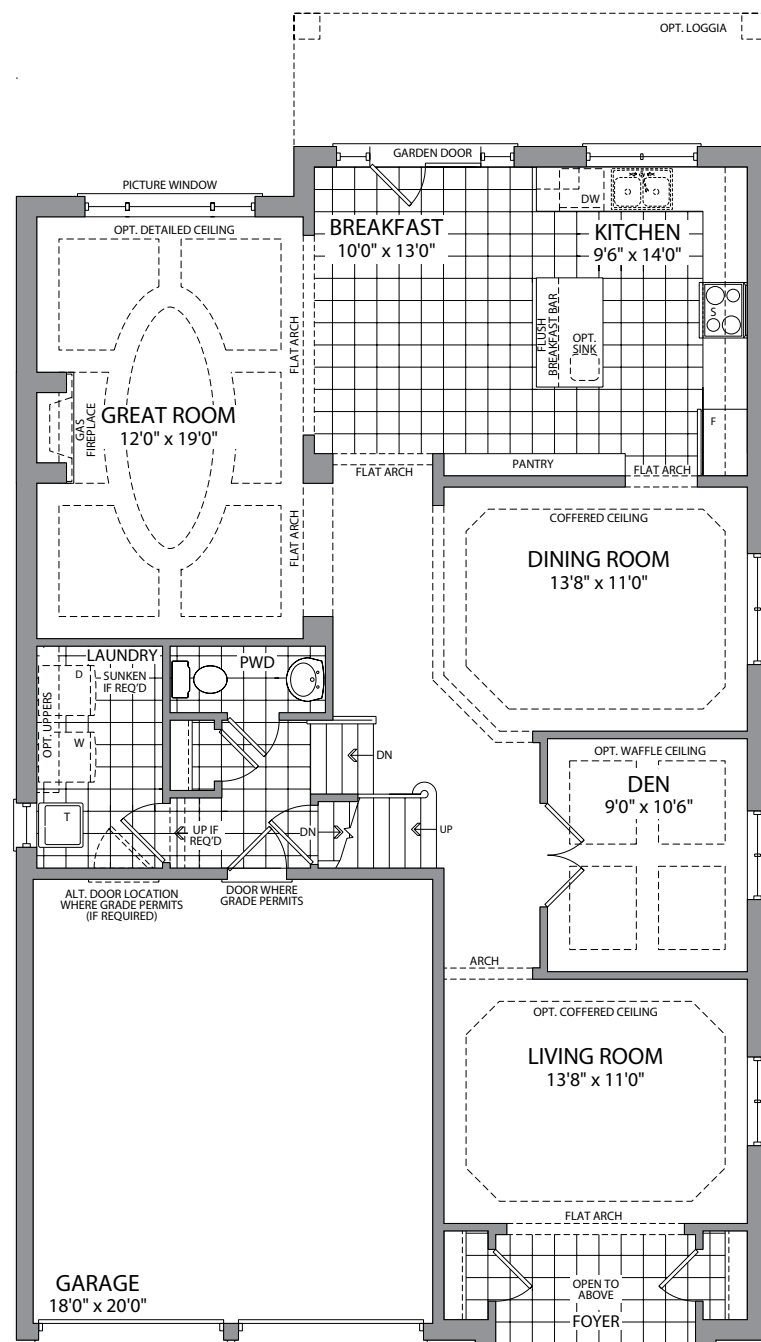 OPT. LOGGIA
GARDEN DOOR
PICTURE WINDOW
OPT. DETAILED CEILING
BREAKFAST
10'0" x 13'0"
DW
KITCHEN
9'6" x 14'0"
S
FLUSH
BREAKFAST BAR
OPT.
SINK
FLAT ARCH
GREAT ROOM
12'0" x 19'0"
GAS
FIREPLACE
F
FLAT ARCH
PANTRY
FLAT ARCH
FLAT ARCH
COFFERED CEILING
DINING ROOM
13'8" x 11'0"
LAUNDRY
D
SUNKEN
IF REQ'D
OPT. UPPERS
W
T
PWD
DN
UP IF
REQ'D
DN
UP
OPT. WAFFLE CEILING
DEN
9'0" x 10'6"
ALT. DOOR LOCATION
WHERE GRADE PERMITS
(IF REQUIRED)
DOOR WHERE
GRADE PERMITS
ARCH
OPT. COFFERED CEILING
LIVING ROOM
13'8" x 11'0"
FLAT ARCH
GARAGE
18'0" x 20'0"
OPEN TO
ABOVE
FOYER